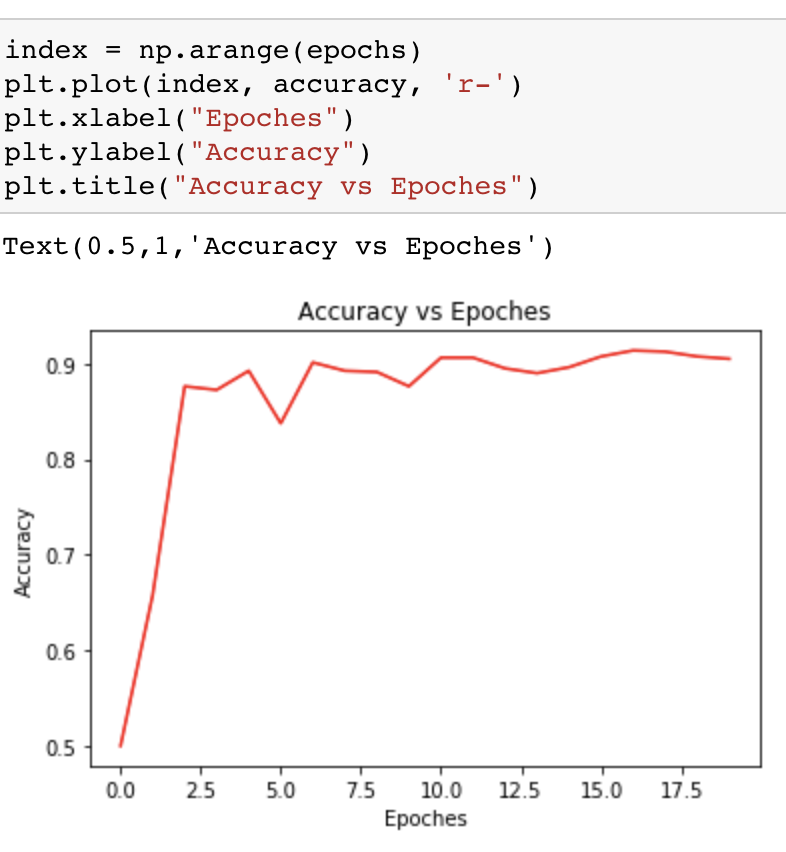 index = np.arange(epochs)
plt.plot(index, accuracy, 'r-')
plt.xlabel("Epoches")
plt.ylabel("Accuracy")
plt.title("Accuracy vs Epoches")
Text(0.5,1,'Accuracy vs Epoches')
Accuracy vs Epoches
0.9
0.8
0.7
0.6
0.5
Accuracy
0.0 2.5 5.0 7.5 10.0 12.5 15.0 17.5
Epoches